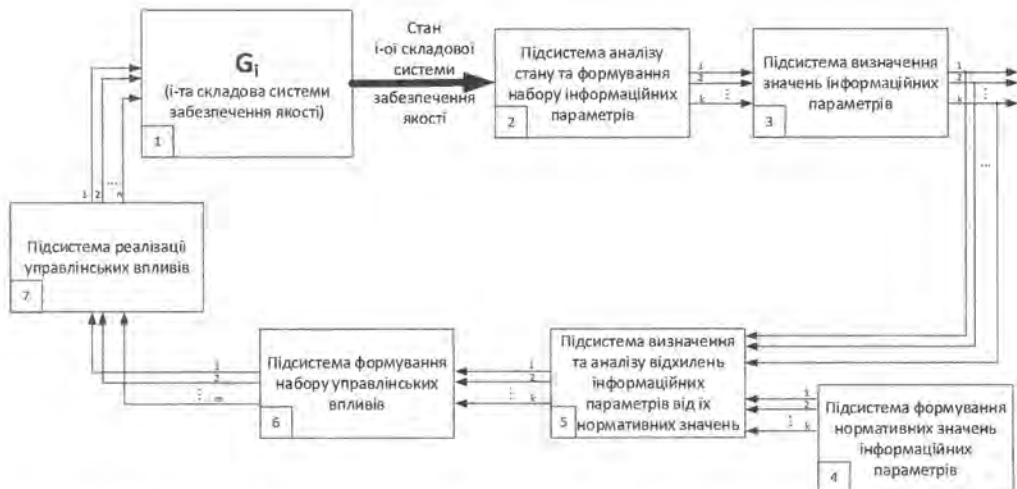 Gᵢ
(і-та складова системи
забезпечення якості)
1
Стан
і-ої складової
системи
забезпечення
якості
Підсистема аналізу
стану та формування
набору інформаційних
параметрів
2
1
2
⋮
k
Підсистема визначення
значень інформаційних
параметрів
3
1
2
⋮
k
...
1
2
...
n
Підсистема реалізації
управлінських впливів
7
Підсистема формування
набору управлінських
впливів
6
1
2
⋮
m
Підсистема визначення
та аналізу відхилень
інформаційних
параметрів від їх
нормативних значень
5
1
2
⋮
k
Підсистема формування
нормативних значень
інформаційних
параметрів
4
1
2
⋮
k